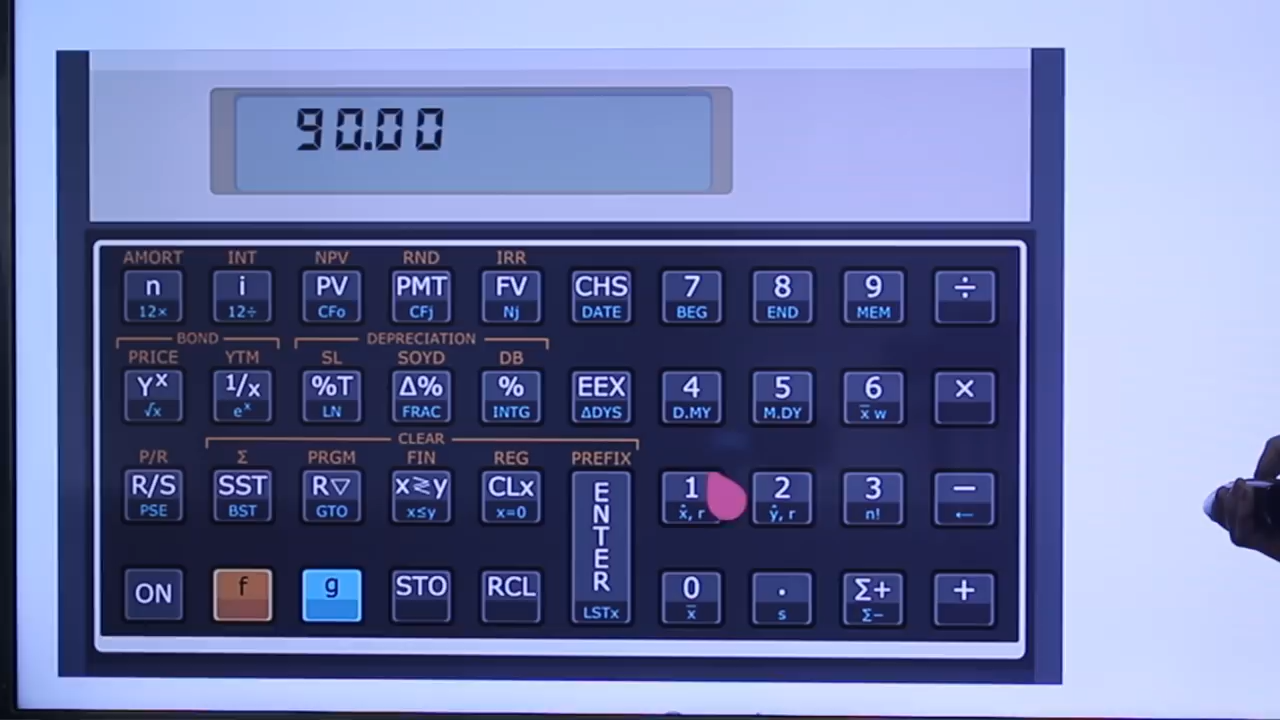 90.00
AMORT INT NPV RND IRR
n i PV PMT FV CHS 7 8 9 ÷
12× 12÷ CFo CFj Nj DATE BEG END MEM
BOND DEPRECIATION
PRICE YTM SL SOYD DB
Yˣ 1/x %T Δ% % EEX 4 5 6 ×
√x eˣ LN FRAC INTG ΔDYS D.MY M.DY x̄ w
CLEAR
P/R Σ PRGM FIN REG PREFIX
R/S SST R▽ x≷y CLx ENTER 1 2 3 −
PSE BST GTO x≤y x=0 x̂, r ŷ, r n! ←
ON f g STO RCL 0 . Σ+ +
LSTx x̄ s Σ−